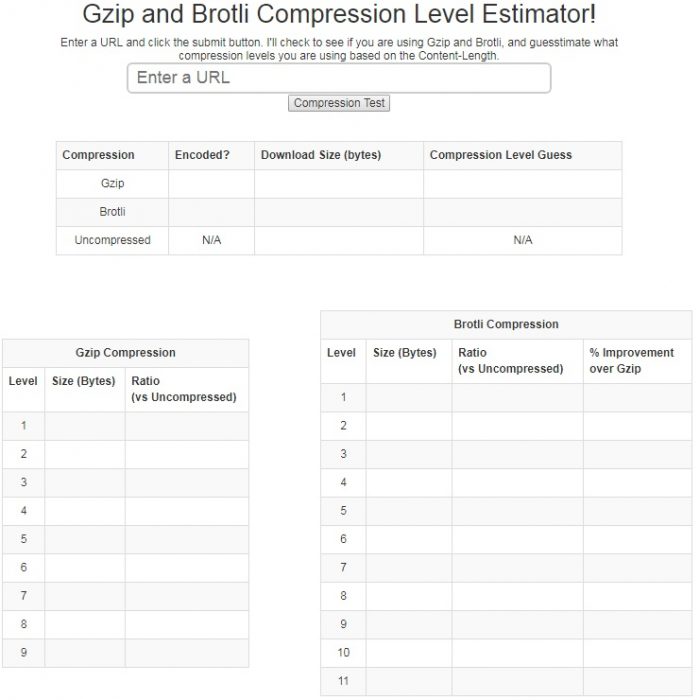 Gzip and Brotli Compression Level Estimator!
Enter a URL and click the submit button. I'll check to see if you are using Gzip and Brotli, and guesstimate what
compression levels you are using based on the Content-Length.
Enter a URL
Compression Test
Compression Encoded? Download Size (bytes) Compression Level Guess
Gzip
Brotli
Uncompressed N/A N/A
Gzip Compression
Level Size (Bytes) Ratio
(vs Uncompressed)
1
2
3
4
5
6
7
8
9
Brotli Compression
Level Size (Bytes) Ratio % Improvement
(vs Uncompressed) over Gzip
1
2
3
4
5
6
7
8
9
10
11